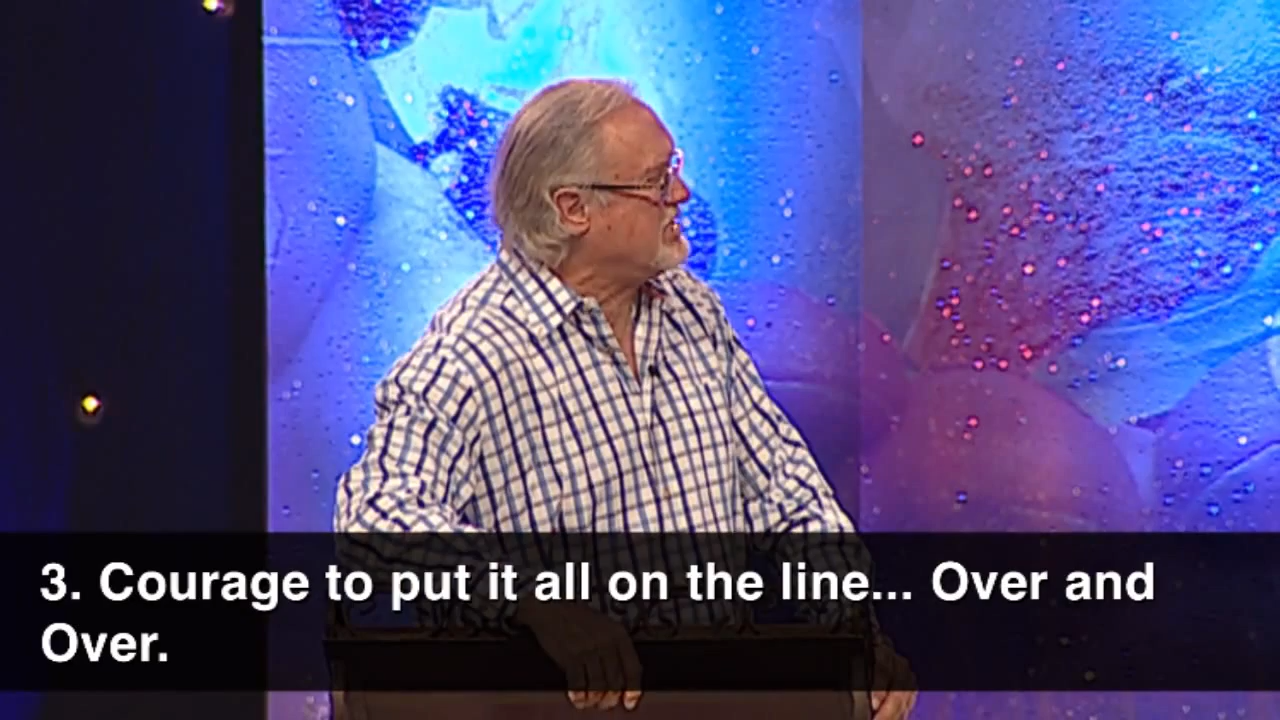 3. Courage to put it all on the line... Over and
Over.